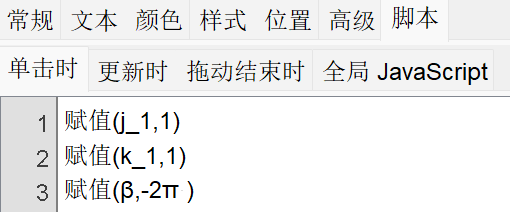 常规 文本 颜色 样式 位置 高级 脚本
单击时 更新时 拖动结束时 全局 JavaScript
1 赋值(j_1,1)
2 赋值(k_1,1)
3 赋值(β,-2π )